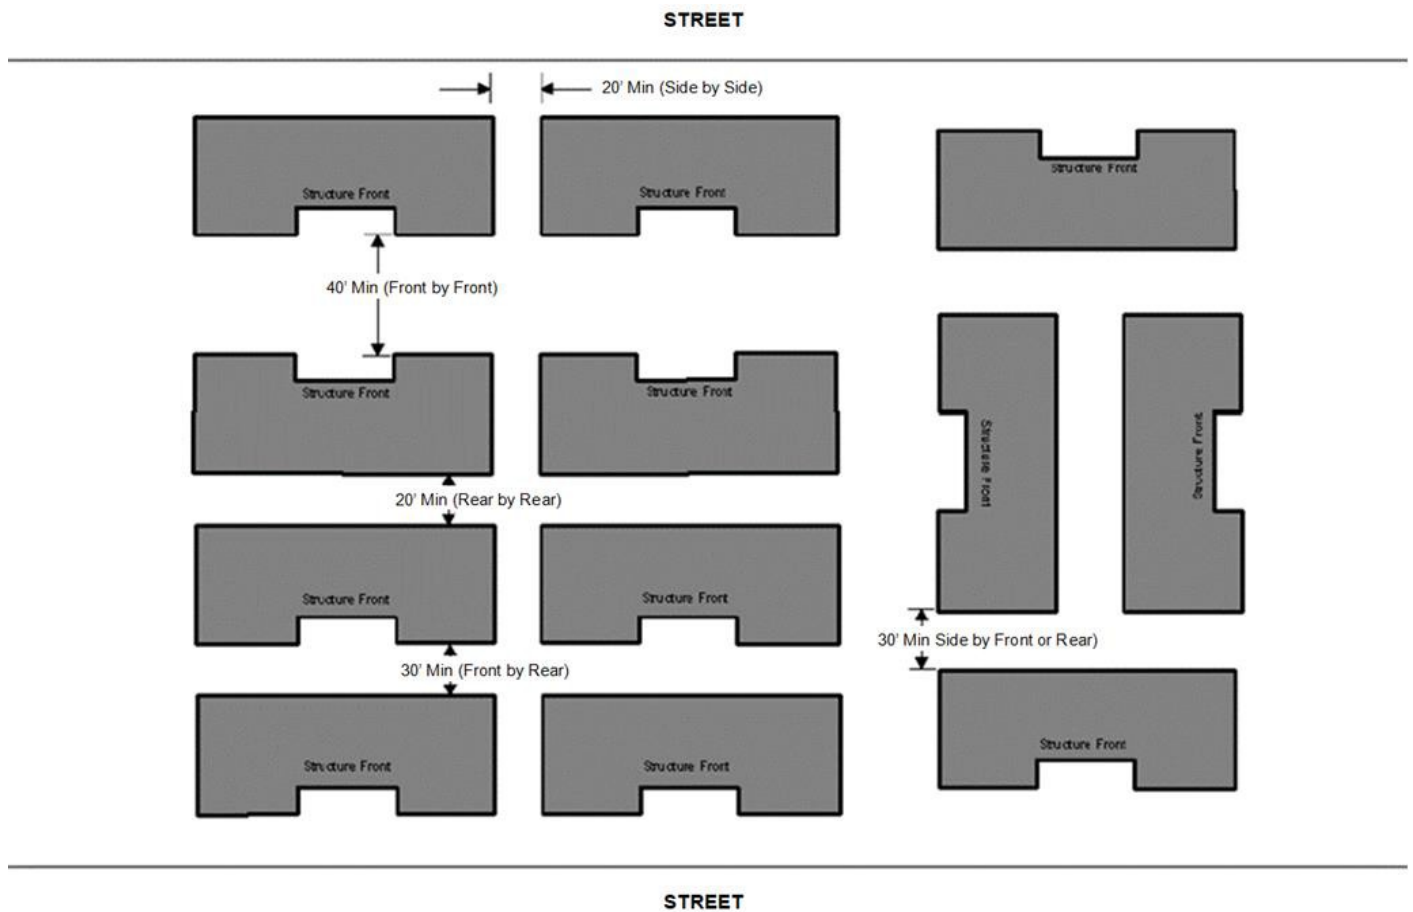 STREET
20' Min (Side by Side)
Structure Front
Structure Front
Structure Front
40' Min (Front by Front)
Structure Front
Structure Front
Structure Front
Structure Front
20' Min (Rear by Rear)
Structure Front
Structure Front
30' Min Side by Front or Rear)
30' Min (Front by Rear)
Structure Front
Structure Front
Structure Front
STREET